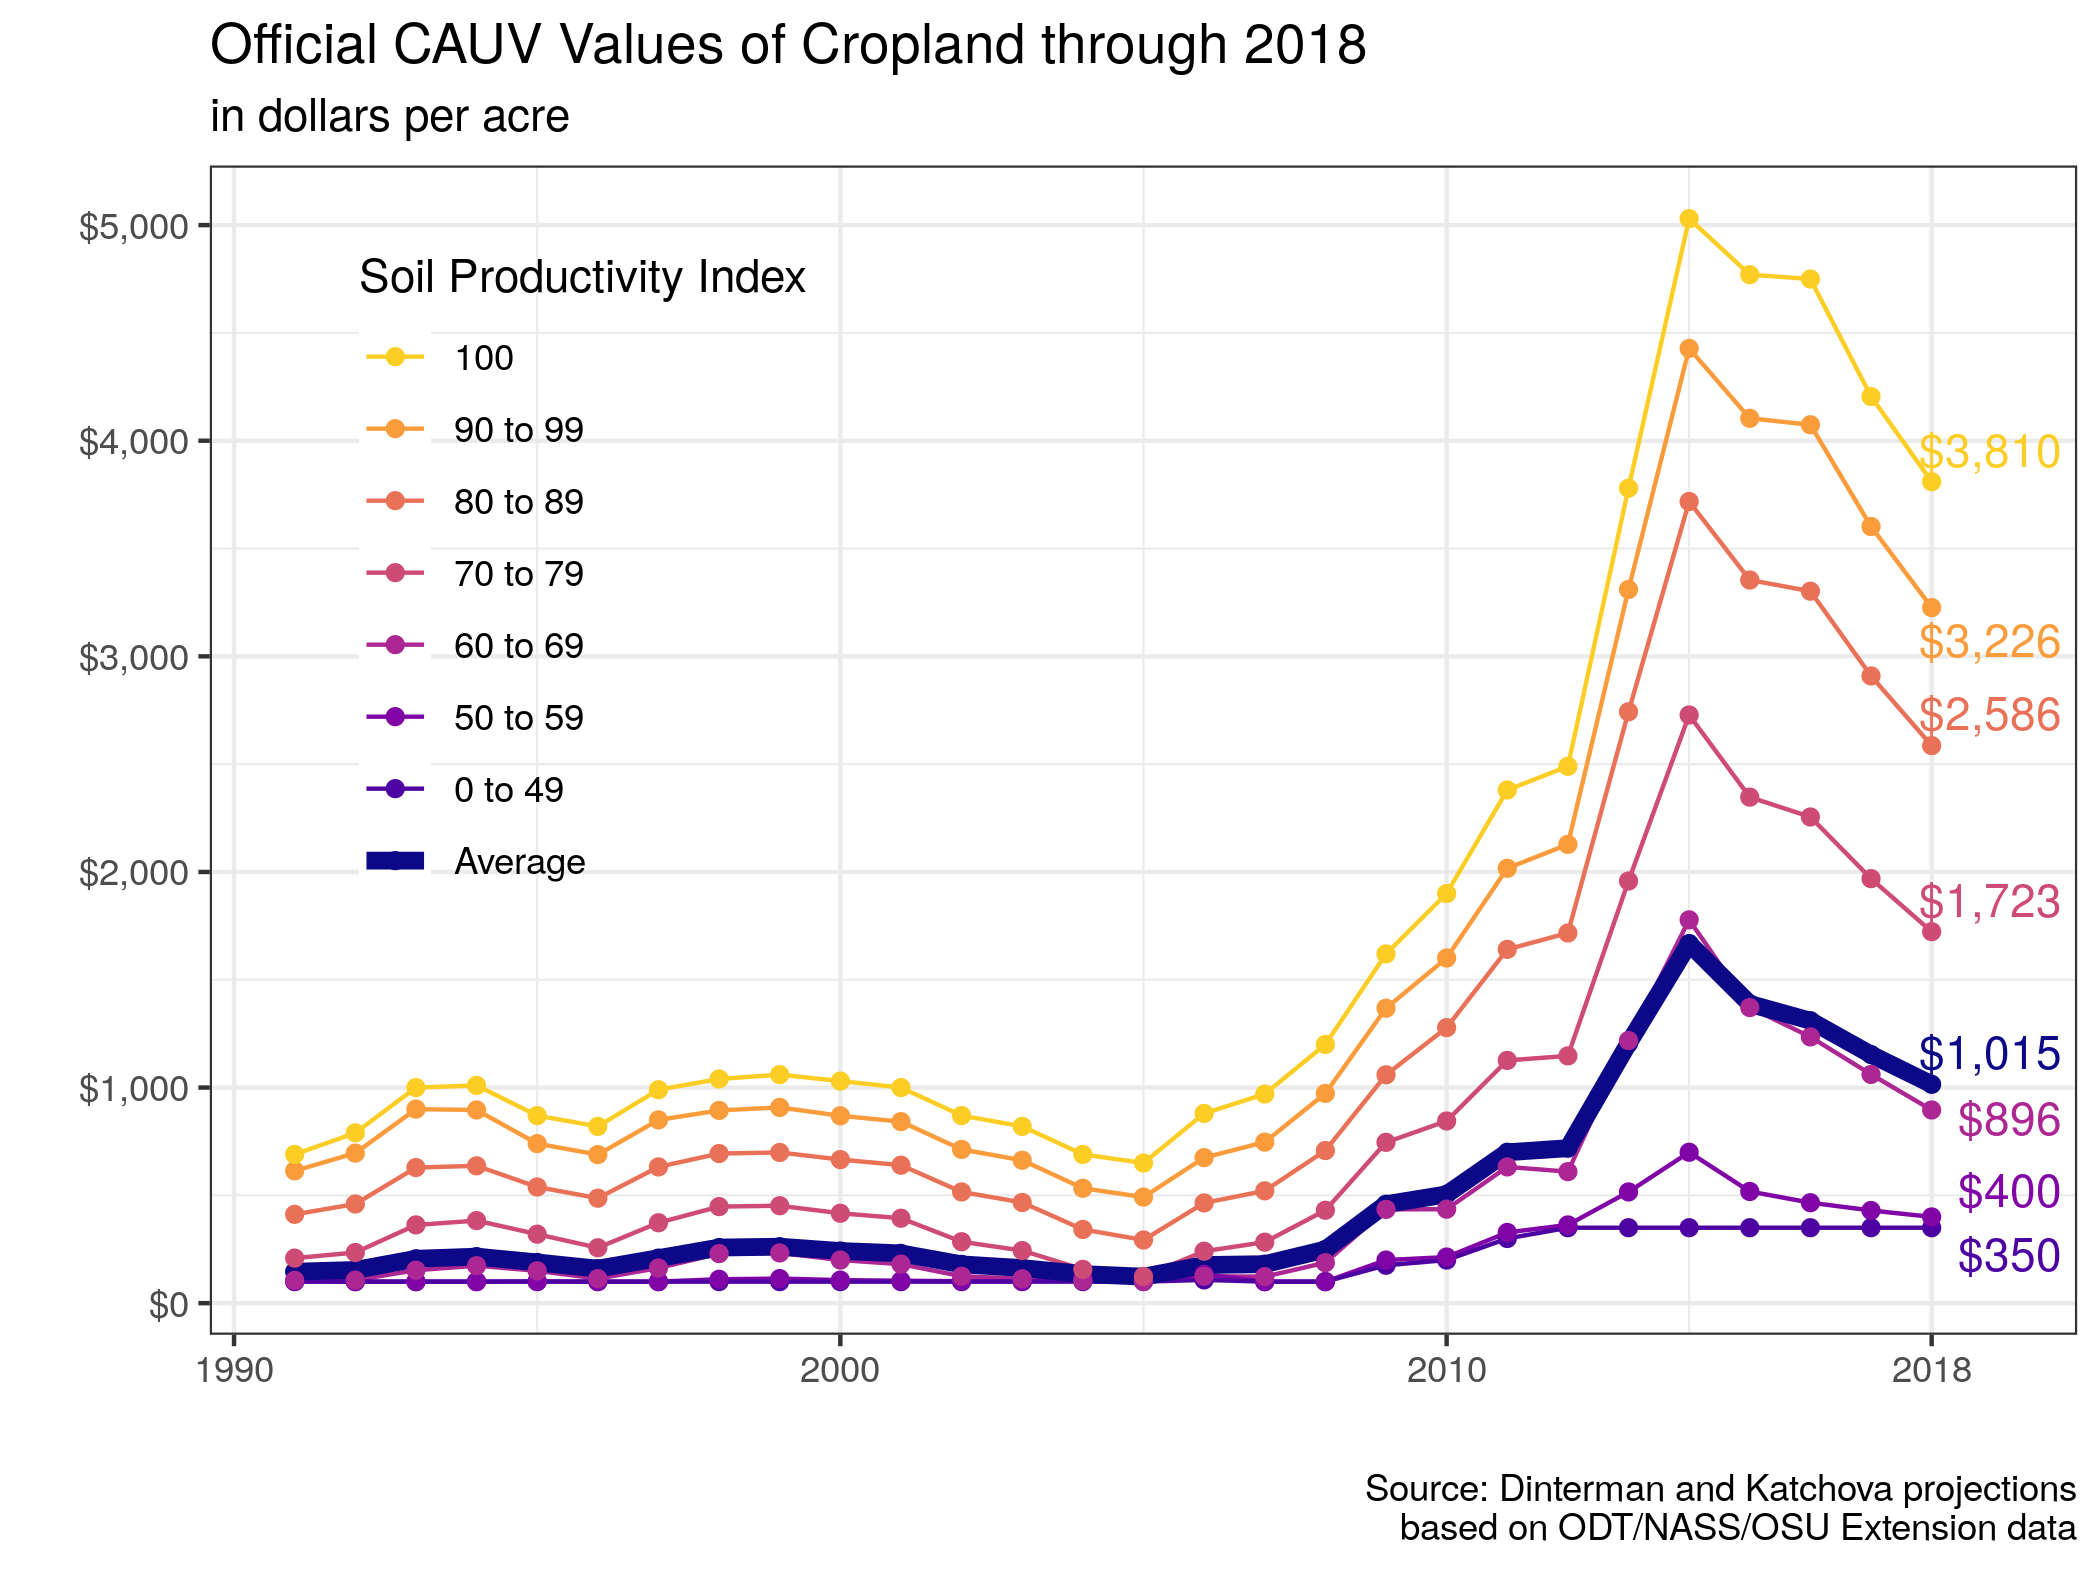 Official CAUV Values of Cropland through 2018
in dollars per acre
$5,000
$4,000
$3,000
$2,000
$1,000
$0
Soil Productivity Index
100
90 to 99
80 to 89
70 to 79
60 to 69
50 to 59
0 to 49
Average
$3,810
$3,226
$2,586
$1,723
$1,015
$896
$400
$350
1990
2000
2010
2018
Source: Dinterman and Katchova projections
based on ODT/NASS/OSU Extension data